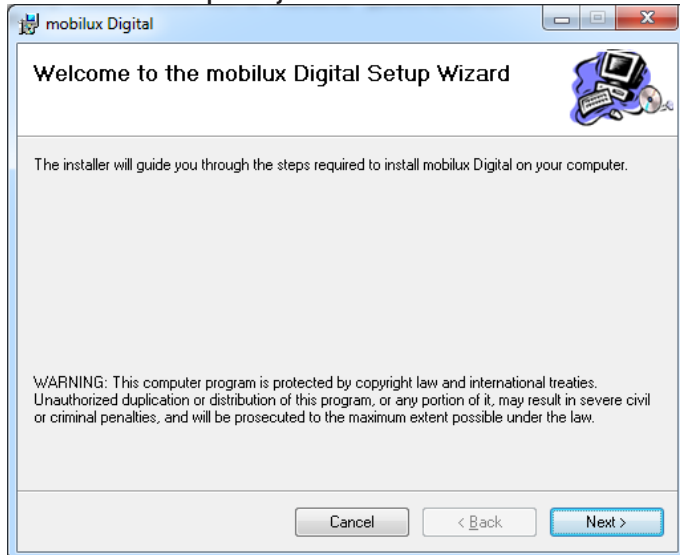 mobilux Digital
Welcome to the mobilux Digital Setup Wizard
The installer will guide you through the steps required to install mobilux Digital on your computer.
WARNING: This computer program is protected by copyright law and international treaties.
Unauthorized duplication or distribution of this program, or any portion of it, may result in severe civil
or criminal penalties, and will be prosecuted to the maximum extent possible under the law.
Cancel
< Back
Next >